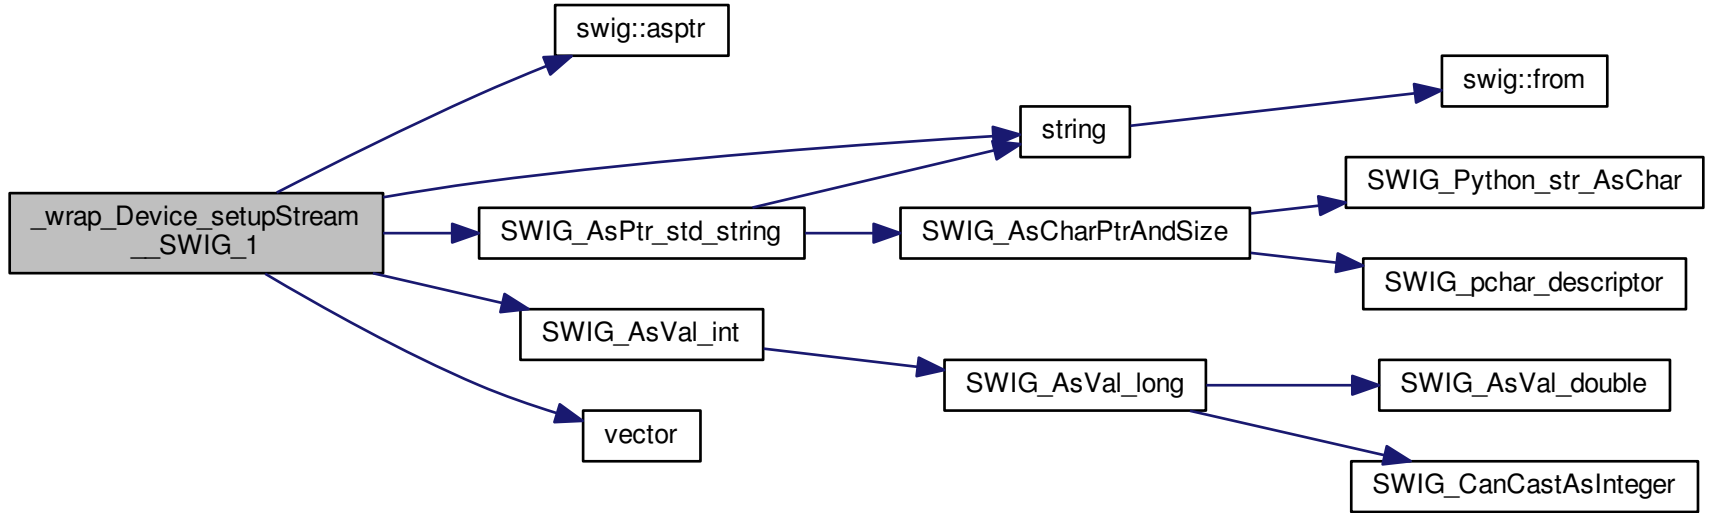 swig::asptr
swig::from
string
SWIG_Python_str_AsChar
_wrap_Device_setupStream
__SWIG_1
SWIG_AsPtr_std_string
SWIG_AsCharPtrAndSize
SWIG_pchar_descriptor
SWIG_AsVal_int
SWIG_AsVal_long
SWIG_AsVal_double
vector
SWIG_CanCastAsInteger